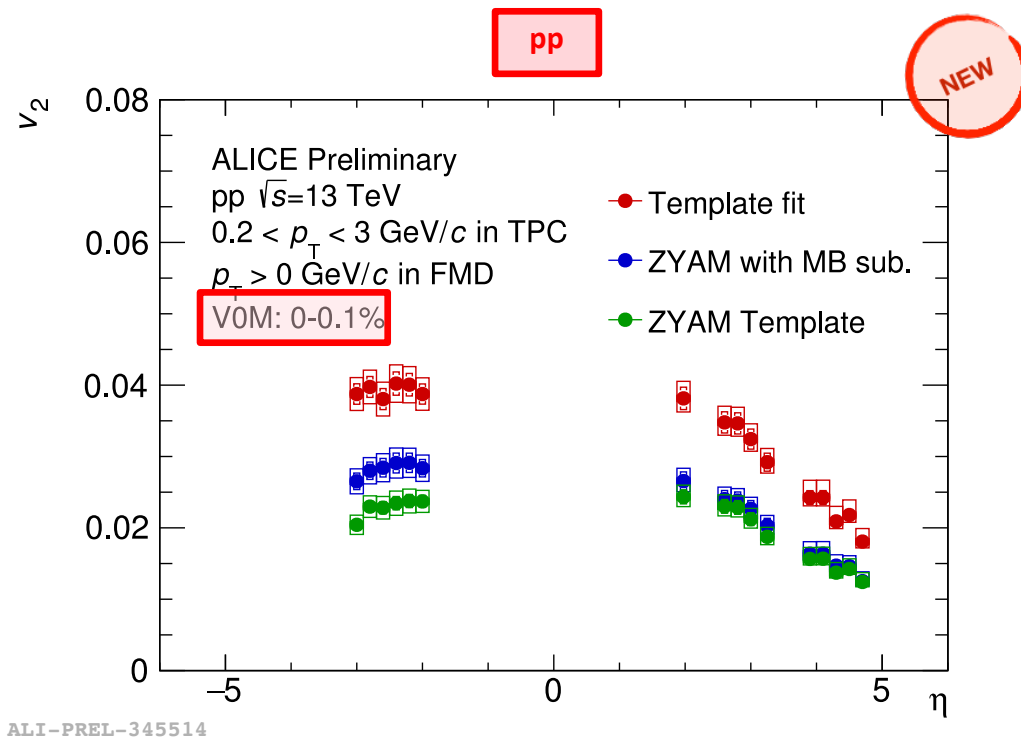 pp
NEW
v₂
0.08
0.06
0.04
0.02
0
ALICE Preliminary
pp √s=13 TeV
0.2 < p_T < 3 GeV/c in TPC
p_T > 0 GeV/c in FMD
V0M: 0-0.1%
Template fit
ZYAM with MB sub.
ZYAM Template
−5
0
5
η
ALI-PREL-345514